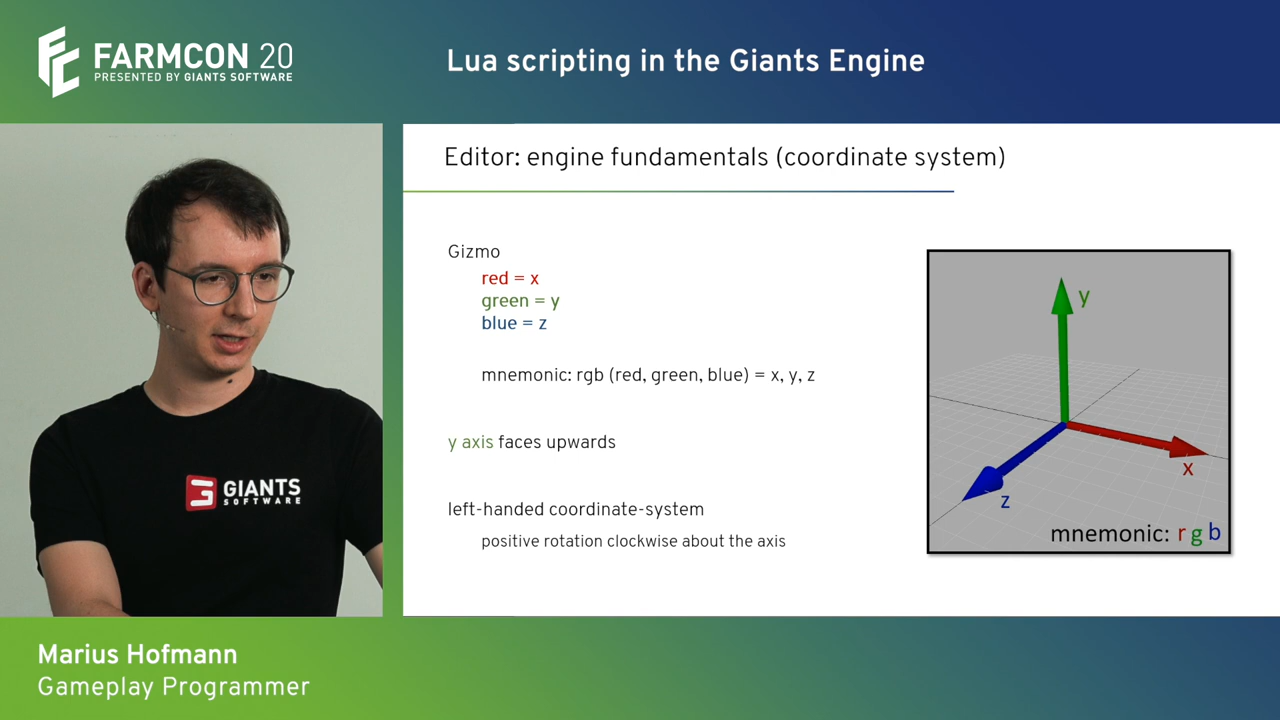 FARMCON 20
PRESENTED BY GIANTS SOFTWARE
Lua scripting in the Giants Engine
Editor: engine fundamentals (coordinate system)
Gizmo
red = x
green = y
blue = z
mnemonic: rgb (red, green, blue) = x, y, z
y axis faces upwards
left-handed coordinate-system
positive rotation clockwise about the axis
y
x
z
mnemonic: r g b
GIANTS
SOFTWARE
Marius Hofmann
Gameplay Programmer